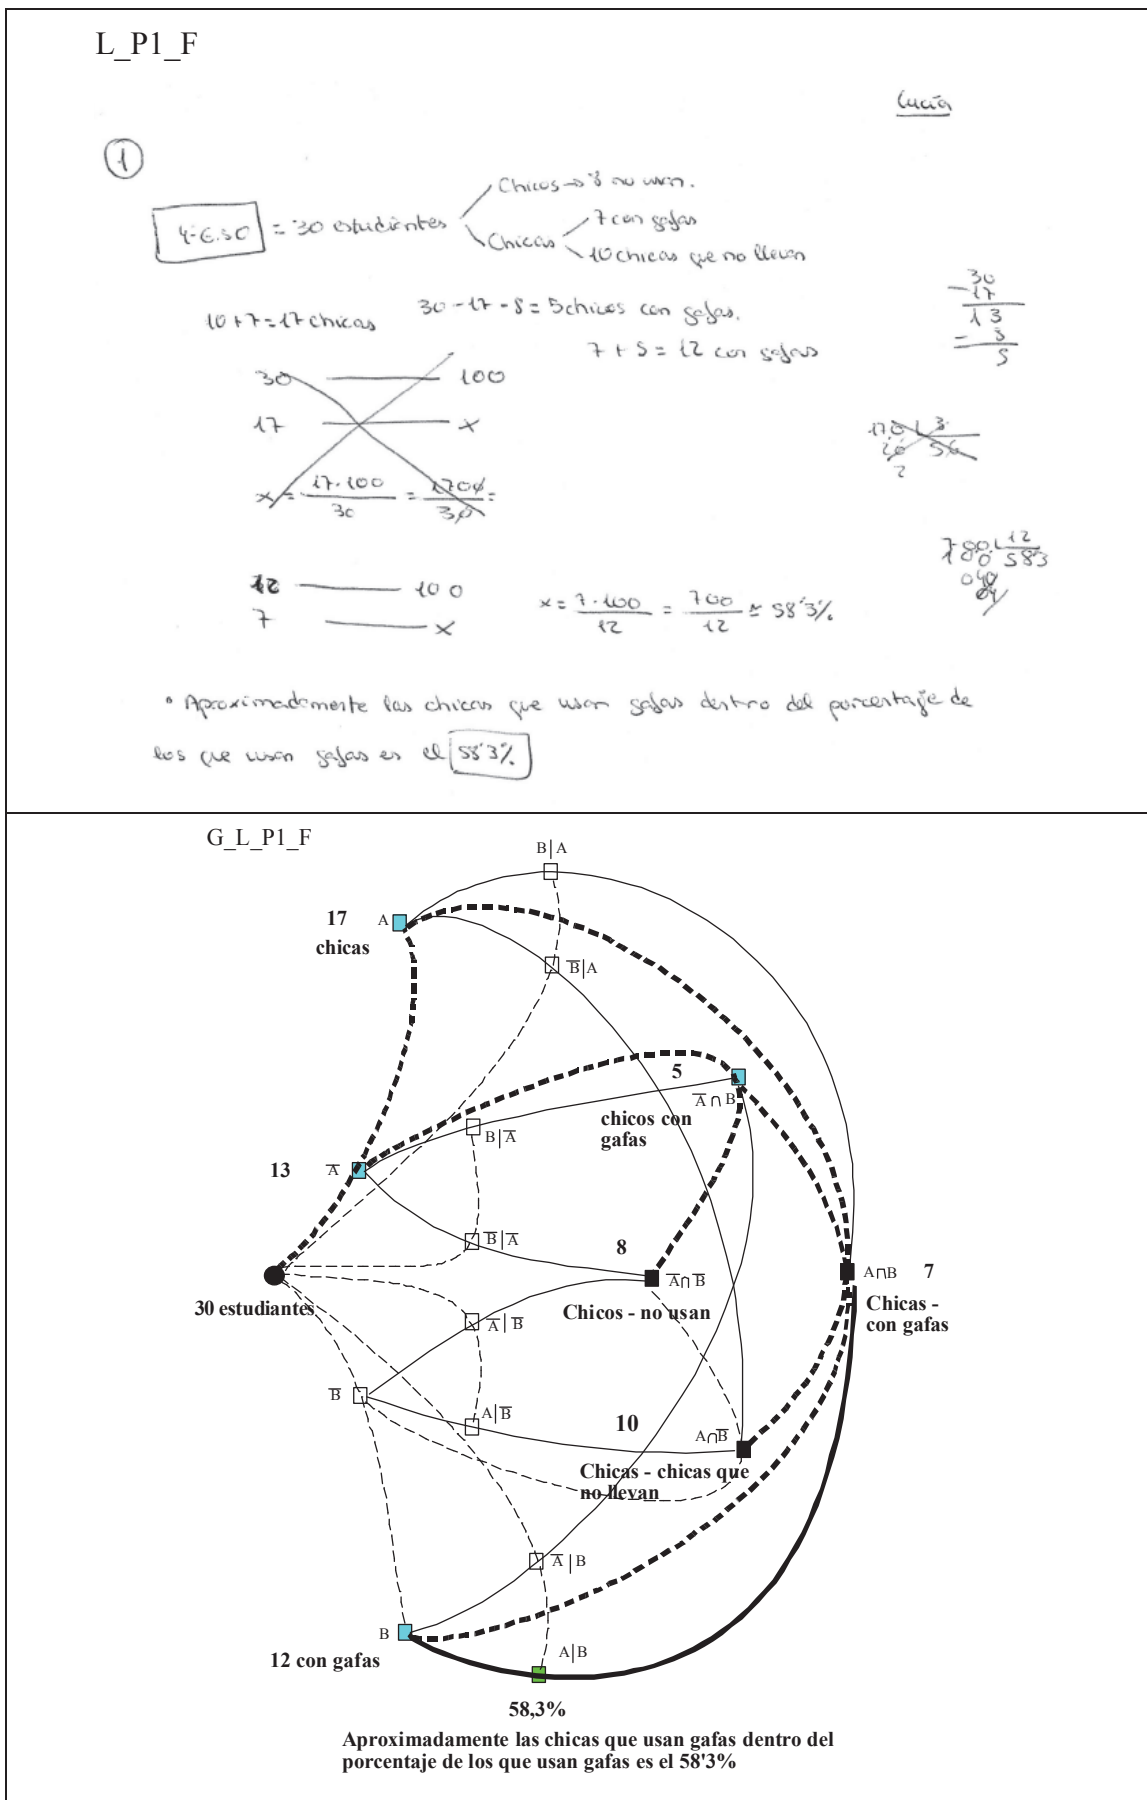 L_P1_F
Lucía
1
4º E.S.O = 30 estudiantes
Chicos → 8 no usan.
Chicas
7 con gafas
10 chicas que no llevan
10 + 7 = 17 chicas
30 - 17 - 8 = 5 chicos con gafas.
7 + 5 = 12 con gafas
30
- 17
13
- 8
5
30 100
17 x
x = 17·100 / 30 = 1700 / 30 =
12 100
7 x
x = 7·100 / 12 = 700 / 12 ≈ 58'3%
• Aproximadamente las chicas que usan gafas dentro del porcentaje de
los que usan gafas es el 58'3%
G_L_P1_F
B|A
17 A
chicas
B̅|A
5
A̅∩B
chicos con
gafas
B|A̅
13 A̅
B̅|A̅
8
A̅∩B̅
A∩B 7
30 estudiantes
Chicos - no usan
Chicas -
con gafas
A̅|B̅
B̅
A|B̅
10
A∩B̅
Chicas - chicas que
no llevan
A̅|B
B
12 con gafas
A|B
58,3%
Aproximadamente las chicas que usan gafas dentro del
porcentaje de los que usan gafas es el 58'3%